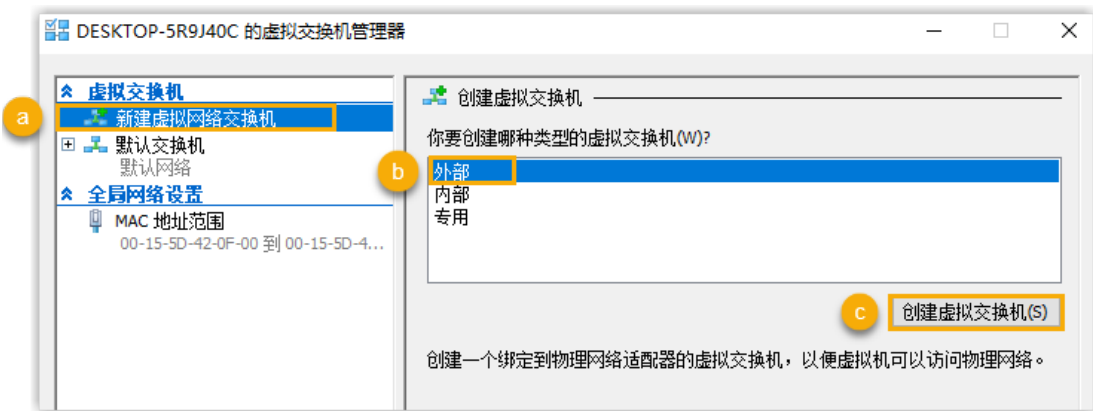 DESKTOP-5R9J40C 的虚拟交换机管理器
虚拟交换机
a
新建虚拟网络交换机
默认交换机
默认网络
全局网络设置
MAC 地址范围
00-15-5D-42-0F-00 到 00-15-5D-4...
创建虚拟交换机
你要创建哪种类型的虚拟交换机(W)?
b
外部
内部
专用
c
创建虚拟交换机(S)
创建一个绑定到物理网络适配器的虚拟交换机，以便虚拟机可以访问物理网络。